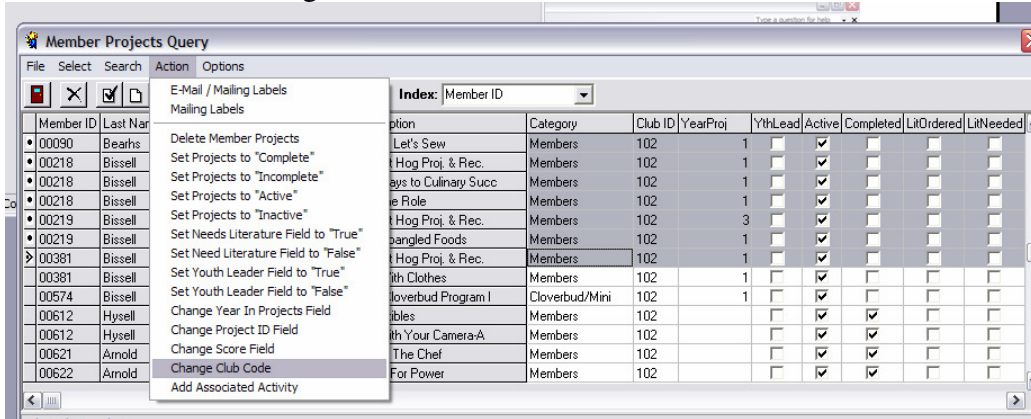 Type a question for help
Member Projects Query
File Select Search Action Options
Index: Member ID
E-Mail / Mailing Labels
Mailing Labels
Delete Member Projects
Set Projects to "Complete"
Set Projects to "Incomplete"
Set Projects to "Active"
Set Projects to "Inactive"
Set Needs Literature Field to "True"
Set Need Literature Field to "False"
Set Youth Leader Field to "True"
Set Youth Leader Field to "False"
Change Year In Projects Field
Change Project ID Field
Change Score Field
Change Club Code
Add Associated Activity
Member ID Last Nar ption Category Club ID YearProj YthLead Active Completed LitOrdered LitNeeded
00090 Bearhs Let's Sew Members 102 1
00218 Bissell t Hog Proj. & Rec. Members 102 1
00218 Bissell ays to Culinary Succ Members 102 1
00218 Bissell e Role Members 102 1
00219 Bissell t Hog Proj. & Rec. Members 102 3
00219 Bissell pangled Foods Members 102 1
00381 Bissell t Hog Proj. & Rec. Members 102 1
00381 Bissell ith Clothes Members 102 1
00574 Bissell loverbud Program I Cloverbud/Mini 102 1
00612 Hysell ibles Members 102
00612 Hysell ith Your Camera-A Members 102
00621 Arnold The Chef Members 102
00622 Arnold For Power Members 102